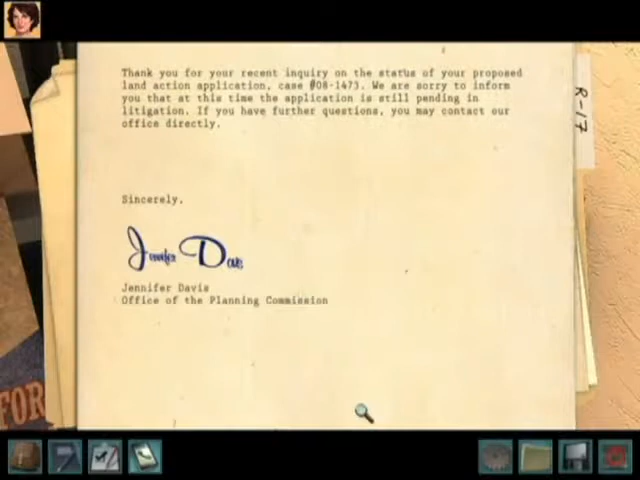 Thank you for your recent inquiry on the status of your proposed
land action application, case #08-1473. We are sorry to inform
you that at this time the application is still pending in
litigation. If you have further questions, you may contact our
office directly.
Sincerely,
Jennifer Davis
Jennifer Davis
Office of the Planning Commission
R-17
FOR